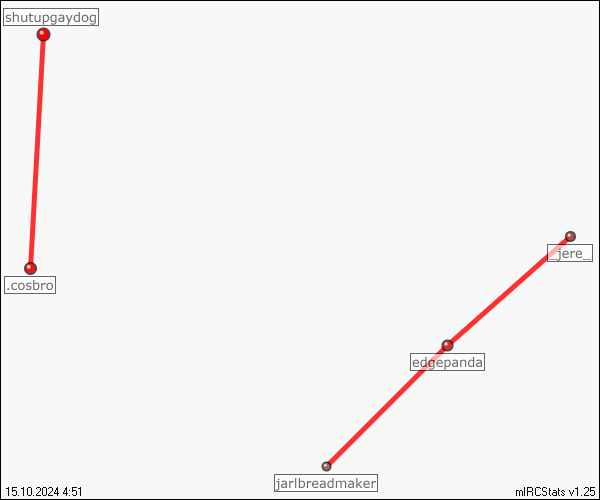 shutupgaydog
_jere_
.cosbro
edgepanda
jarlbreadmaker
15.10.2024 4:51
mIRCStats v1.25